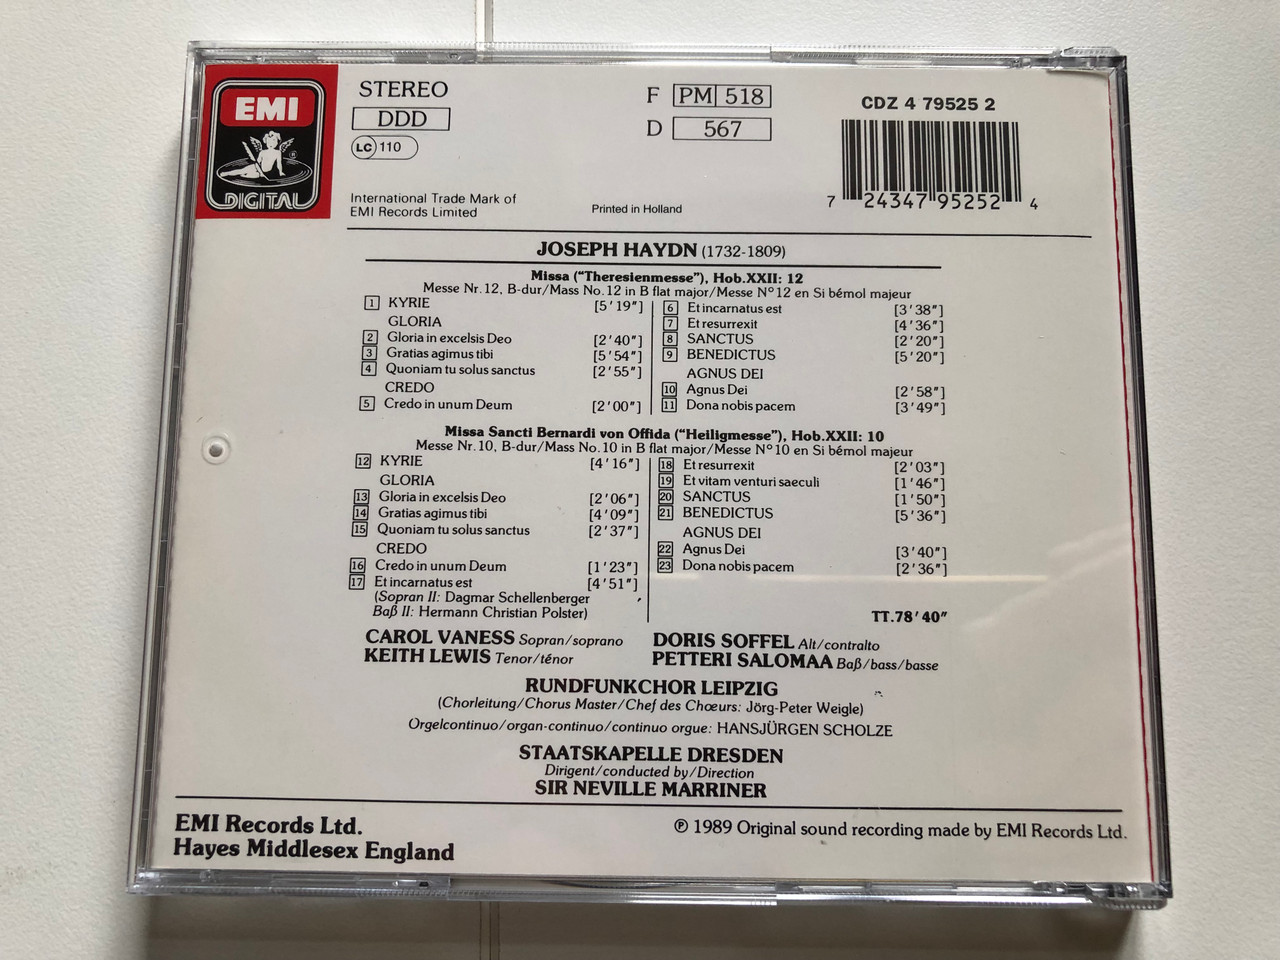 EMI
DIGITAL
STEREO
DDD
LC 110
International Trade Mark of
EMI Records Limited
Printed in Holland
F PM 518
D 567
CDZ 4 79525 2
7 24347 95252 4
JOSEPH HAYDN (1732-1809)
Missa ("Theresienmesse"), Hob.XXII: 12
Messe Nr. 12, B-dur/Mass No. 12 in B flat major/Messe N° 12 en Si bémol majeur
1 KYRIE [5'19"]
GLORIA
2 Gloria in excelsis Deo [2'40"]
3 Gratias agimus tibi [5'54"]
4 Quoniam tu solus sanctus [2'55"]
CREDO
5 Credo in unum Deum [2'00"]
6 Et incarnatus est [3'38"]
7 Et resurrexit [4'36"]
8 SANCTUS [2'20"]
9 BENEDICTUS [5'20"]
AGNUS DEI
10 Agnus Dei [2'58"]
11 Dona nobis pacem [3'49"]
Missa Sancti Bernardi von Offida ("Heiligmesse"), Hob.XXII: 10
Messe Nr. 10, B-dur/Mass No. 10 in B flat major/Messe N° 10 en Si bémol majeur
12 KYRIE [4'16"]
GLORIA
13 Gloria in excelsis Deo [2'06"]
14 Gratias agimus tibi [4'09"]
15 Quoniam tu solus sanctus [2'37"]
CREDO
16 Credo in unum Deum [1'23"]
17 Et incarnatus est [4'51"]
(Sopran II: Dagmar Schellenberger
Baß II: Hermann Christian Polster)
18 Et resurrexit [2'03"]
19 Et vitam venturi saeculi [1'46"]
20 SANCTUS [1'50"]
21 BENEDICTUS [5'36"]
AGNUS DEI
22 Agnus Dei [3'40"]
23 Dona nobis pacem [2'36"]
TT.78'40"
CAROL VANESS Sopran/soprano
KEITH LEWIS Tenor/ténor
DORIS SOFFEL Alt/contralto
PETTERI SALOMAA Baß/bass/basse
RUNDFUNKCHOR LEIPZIG
(Chorleitung/Chorus Master/Chef des Chœurs: Jörg-Peter Weigle)
Orgelcontinuo/organ-continuo/continuo orgue: HANSJÜRGEN SCHOLZE
STAATSKAPELLE DRESDEN
Dirigent/conducted by/Direction
SIR NEVILLE MARRINER
EMI Records Ltd.
Hayes Middlesex England
℗ 1989 Original sound recording made by EMI Records Ltd.